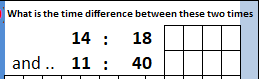 What is the time difference between these two times
14 : 18
and .. 11 : 40